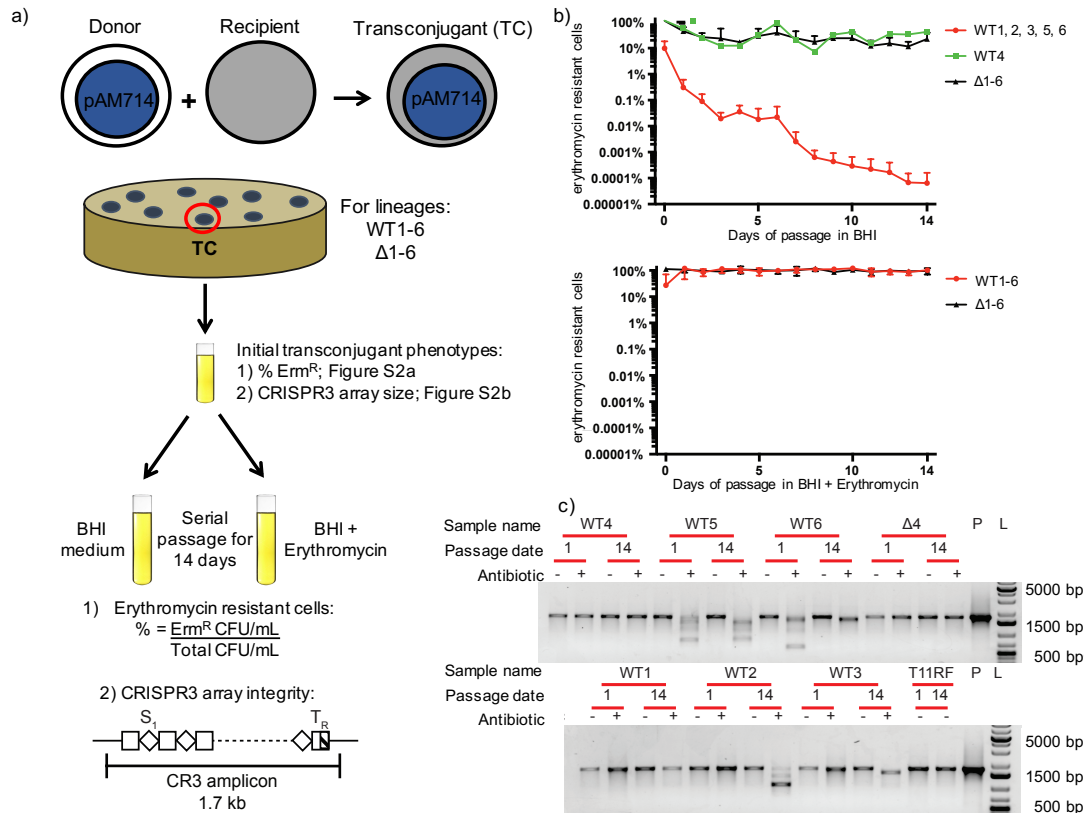 a)
Donor
Recipient
Transconjugant (TC)
pAM714
+
pAM714
TC
For lineages:
WT1-6
Δ1-6
Initial transconjugant phenotypes:
1) % Erm^R; Figure S2a
2) CRISPR3 array size; Figure S2b
BHI
medium
Serial
passage for
14 days
BHI +
Erythromycin
1) Erythromycin resistant cells:
% = Erm^R CFU/mL
Total CFU/mL
2) CRISPR3 array integrity:
S1
TR
CR3 amplicon
1.7 kb
b)
erythromycin resistant cells
100%
10%
1%
0.1%
0.01%
0.001%
0.0001%
0.00001%
0
5
10
14
Days of passage in BHI
WT1, 2, 3, 5, 6
WT4
Δ1-6
erythromycin resistant cells
100%
10%
1%
0.1%
0.01%
0.001%
0.0001%
0.00001%
0
5
10
14
Days of passage in BHI + Erythromycin
WT1-6
Δ1-6
c)
Sample name WT4 WT5 WT6 Δ4 P L
Passage date 1 14 1 14 1 14 1 14
Antibiotic - + - + - + - + - + - + - + - +
5000 bp
1500 bp
500 bp
Sample name WT1 WT2 WT3 T11RF P L
Passage date 1 14 1 14 1 14 1 14
Antibiotic - + - + - + - + - + - + - -
5000 bp
1500 bp
500 bp